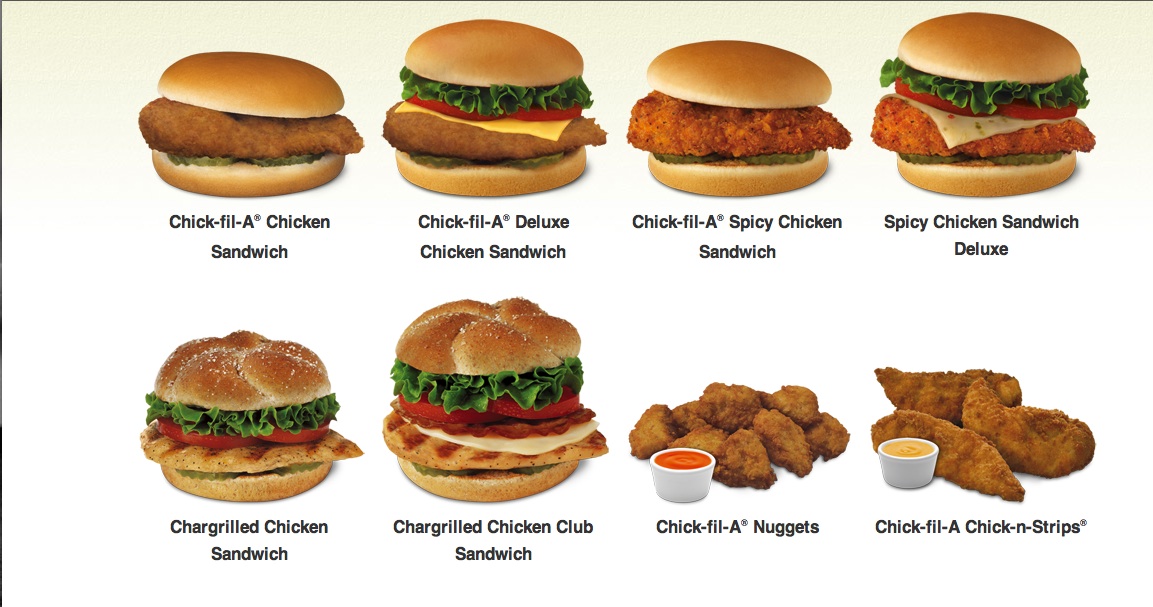 Chick-fil-A® Chicken
Sandwich
Chick-fil-A® Deluxe
Chicken Sandwich
Chick-fil-A® Spicy Chicken
Sandwich
Spicy Chicken Sandwich
Deluxe
Chargrilled Chicken
Sandwich
Chargrilled Chicken Club
Sandwich
Chick-fil-A® Nuggets
Chick-fil-A Chick-n-Strips®